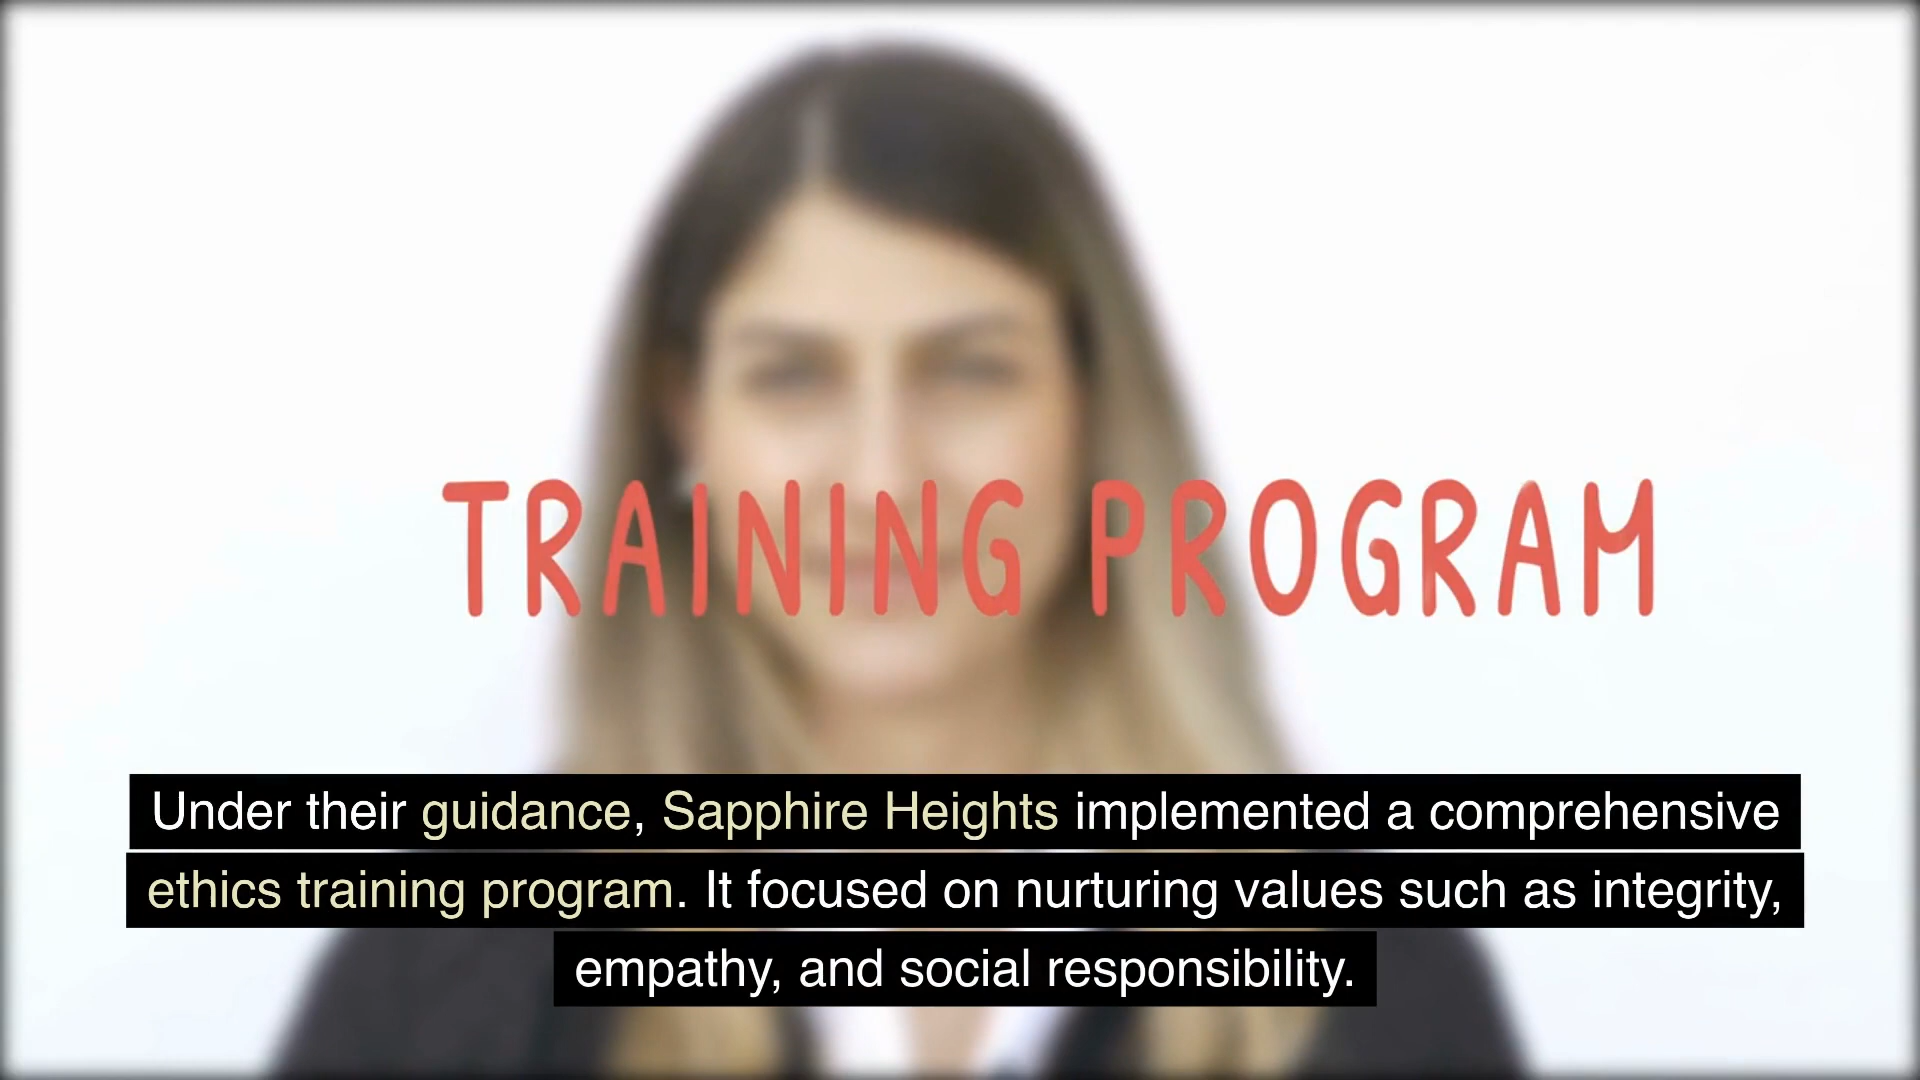 TRAINING PROGRAM
Under their guidance, Sapphire Heights implemented a comprehensive
ethics training program. It focused on nurturing values such as integrity,
empathy, and social responsibility.